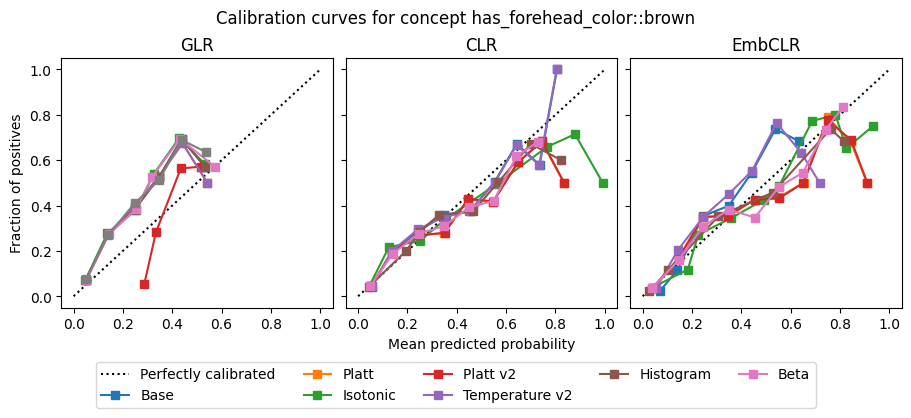 Calibration curves for concept has_forehead_color::brown
GLR
CLR
EmbCLR
Fraction of positives
1.0
0.8
0.6
0.4
0.2
0.0
0.0 0.2 0.4 0.6 0.8 1.0
0.0 0.2 0.4 0.6 0.8 1.0
0.0 0.2 0.4 0.6 0.8 1.0
Mean predicted probability
Perfectly calibrated Platt Platt v2 Histogram Beta
Base Isotonic Temperature v2